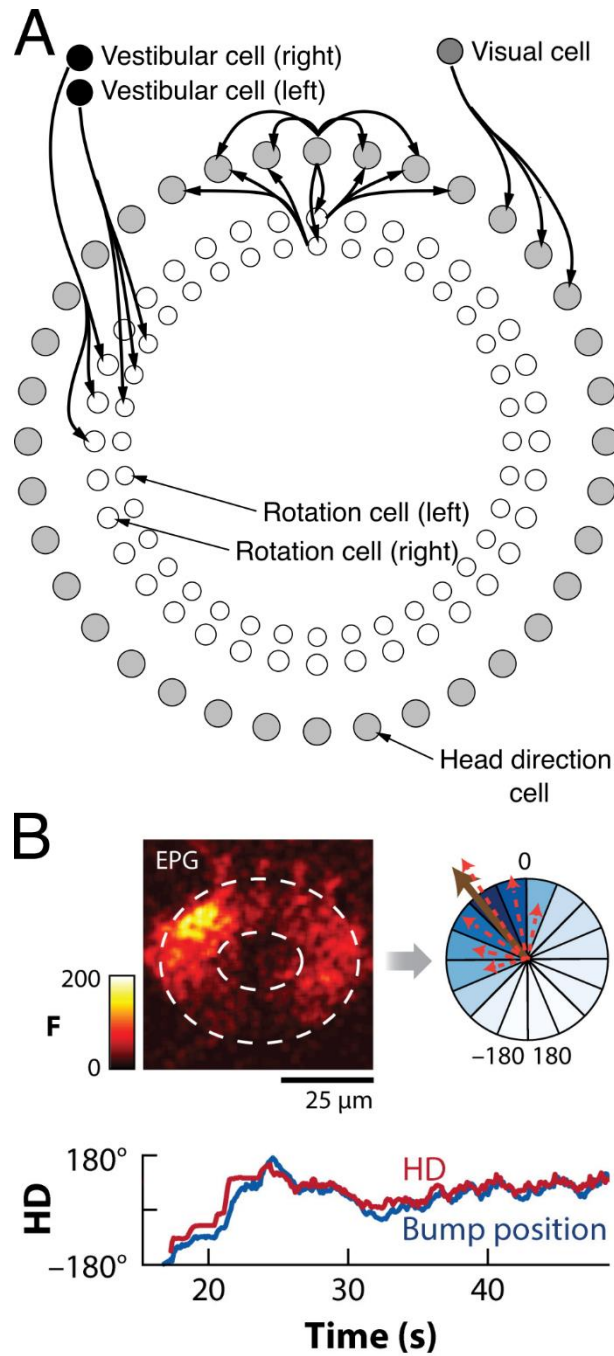 A
Vestibular cell (right)
Vestibular cell (left)
Visual cell
Rotation cell (left)
Rotation cell (right)
Head direction
cell
B
EPG
0
200
F
0
−180 180
25 μm
180°
HD
HD
Bump position
−180°
20 30 40
Time (s)